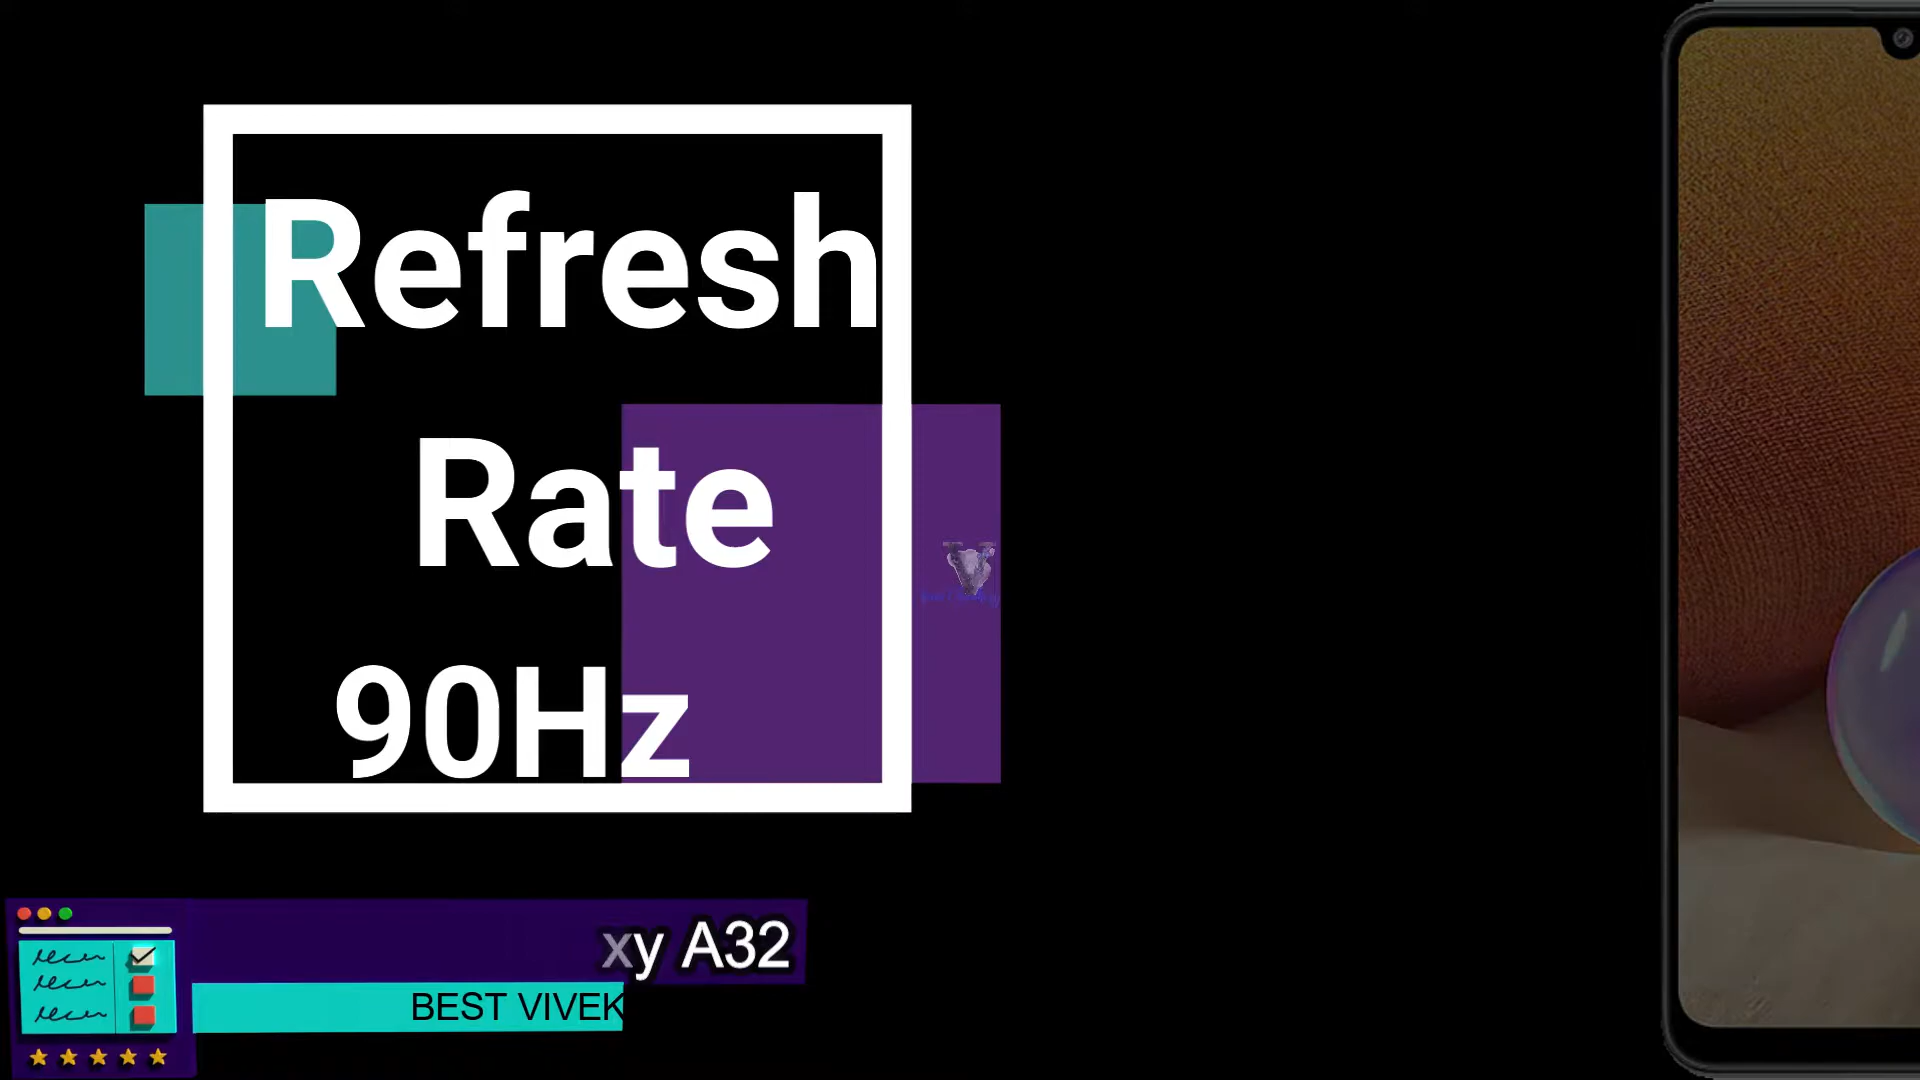 Refresh
Rate
90Hz
xy A32
BEST VIVEK